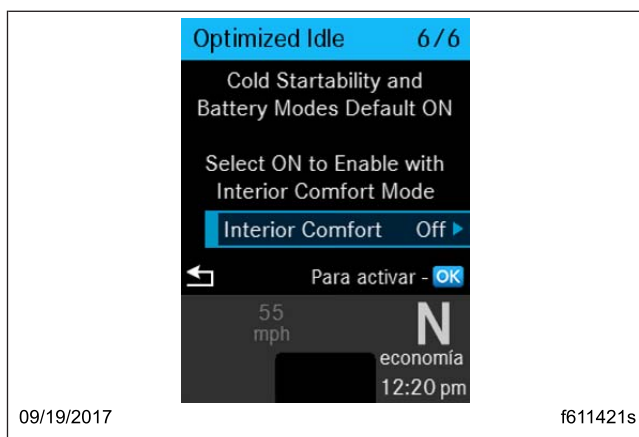 Optimized Idle 6/6
Cold Startability and
Battery Modes Default ON
Select ON to Enable with
Interior Comfort Mode
Interior Comfort Off
Para activar - OK
55
mph
N
economía
12:20 pm
09/19/2017 f611421s